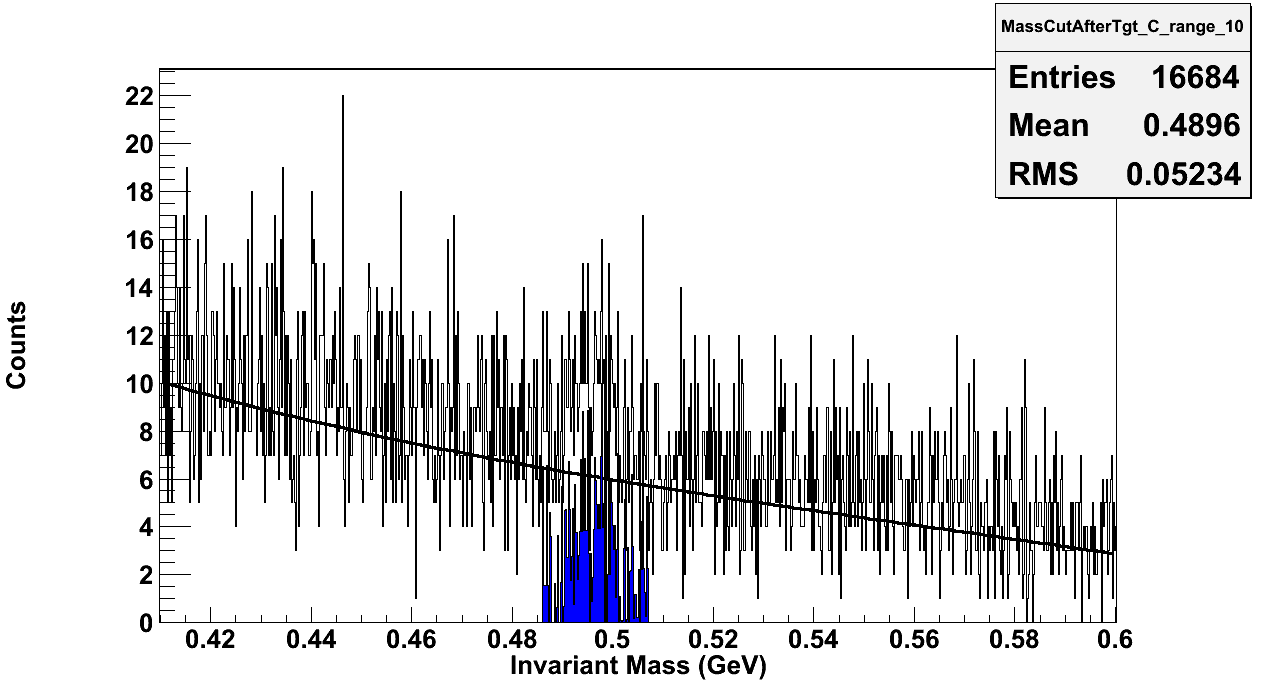 MassCutAfterTgt_C_range_10
Entries 16684
Mean 0.4896
RMS 0.05234
22
20
18
16
14
12
10
8
6
4
2
0
Counts
0.42 0.44 0.46 0.48 0.5 0.52 0.54 0.56 0.58 0.6
Invariant Mass (GeV)